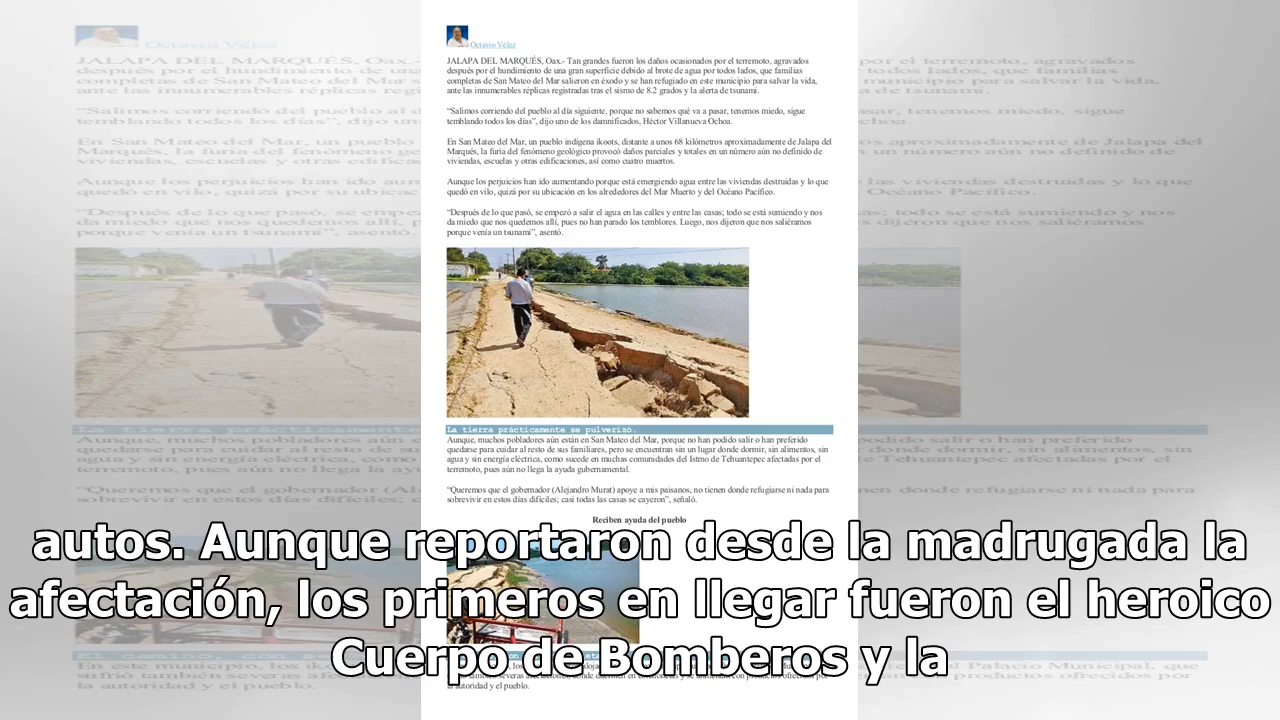 Octavio Vélez
JALAPA DEL MARQUÉS, Oax.- Tan grandes fueron los daños ocasionados por el terremoto, agravados
después por el hundimiento de una gran superficie debido al brote de agua por todos lados, que familias
completas de San Mateo del Mar salieron en éxodo y se han refugiado en este municipio para salvar la vida,
ante las innumerables réplicas registradas tras el sismo de 8.2 grados y la alerta de tsunami.
“Salimos corriendo del pueblo al día siguiente, porque no sabemos qué va a pasar, tenemos miedo, sigue
temblando todos los días”, dijo uno de los damnificados, Héctor Villanueva Ochoa.
En San Mateo del Mar, un pueblo indígena ikoots, distante a unos 68 kilómetros aproximadamente de Jalapa del
Marqués, la furia del fenómeno geológico provocó daños parciales y totales en un número aún no definido de
viviendas, escuelas y otras edificaciones, así como cuatro muertos.
Aunque los perjuicios han ido aumentando porque está emergiendo agua entre las viviendas destruidas y lo que
quedó en vilo, quizá por su ubicación en los alrededores del Mar Muerto y del Océano Pacífico.
“Después de lo que pasó, se empezó a salir el agua en las calles y entre las casas; todo se está sumiendo y nos
da miedo que nos quedemos allí, pues no han parado los temblores. Luego, nos dijeron que nos saliéramos
porque venía un tsunami”, asentó.
La tierra prácticamente se pulverizó.
Aunque, muchos pobladores aún están en San Mateo del Mar, porque no han podido salir o han preferido
quedarse para cuidar al resto de sus familiares, pero se encuentran sin un lugar donde dormir, sin alimentos, sin
agua y sin energía eléctrica, como sucede en muchas comunidades del Istmo de Tehuantepec afectadas por el
terremoto, pues aún no llega la ayuda gubernamental.
“Queremos que el gobernador (Alejandro Murat) apoye a mis paisanos, no tienen donde refugiarse ni nada para
sobrevivir en estos días difíciles; casi todas las casas se cayeron”, señaló.
Reciben ayuda del pueblo
autos. Aunque reportaron desde la madrugada la
afectación, los primeros en llegar fueron el heroico
Cuerpo de Bomberos y la
la autoridad y el pueblo.